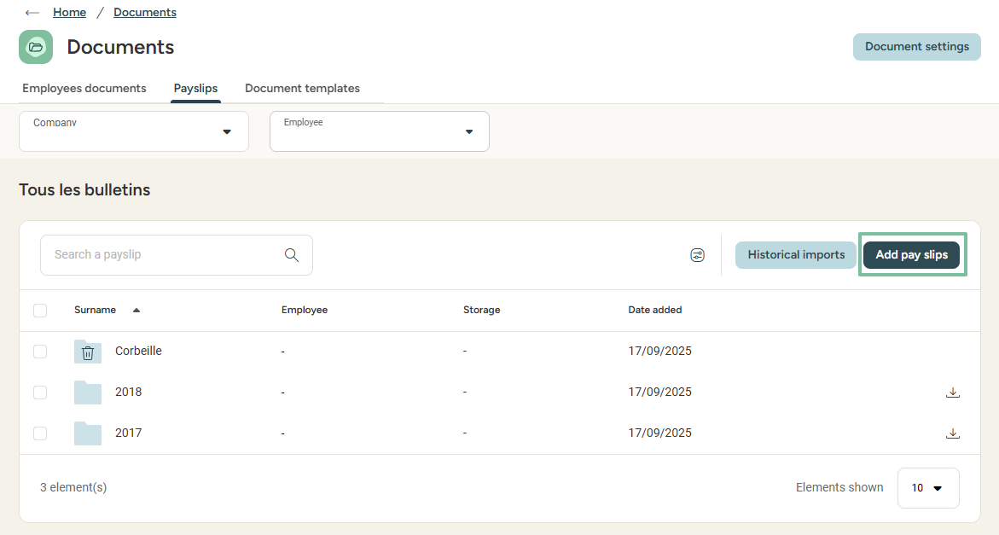 Home / Documents
Documents
Document settings
Employees documents Payslips Document templates
Company Employee
Tous les bulletins
Search a payslip Historical imports Add pay slips
Surname Employee Storage Date added
Corbeille - - 17/09/2025
2018 - - 17/09/2025
2017 - - 17/09/2025
3 element(s) Elements shown 10